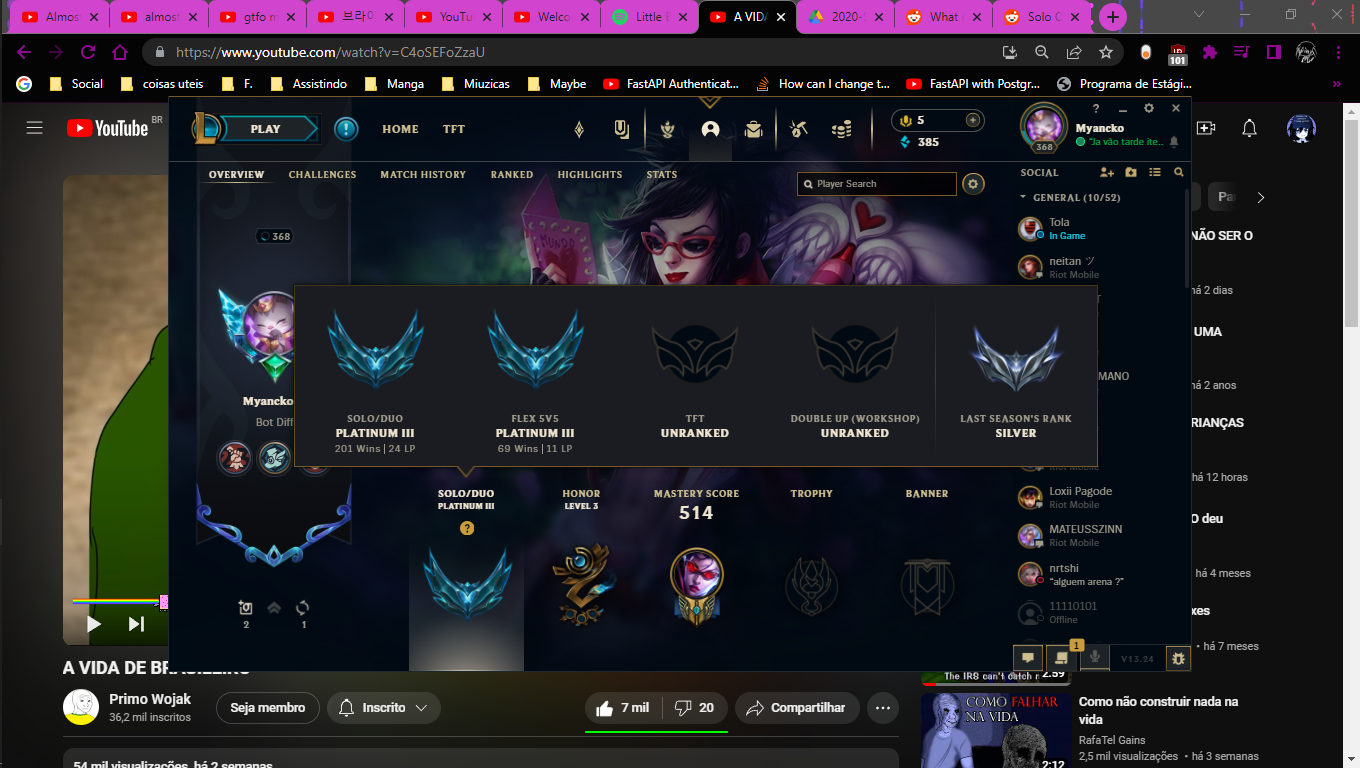 Almos
almos
gtfo m
브라이
YouTu
Welco
Little E
A VIDA
2020-
What
Solo C
https://www.youtube.com/watch?v=C4oSEFoZzaU
101
Social
coisas uteis
F.
Assistindo
Manga
Miuzicas
Maybe
FastAPI Authenticat...
How can I change t...
FastAPI with Postgr...
Programa de Estági...
YouTube BR
PLAY
HOME
TFT
5
385
368
Myancko
"Ja vão tarde ite..
OVERVIEW
CHALLENGES
MATCH HISTORY
RANKED
HIGHLIGHTS
STATS
Player Search
SOCIAL
GENERAL (10/52)
MUNDO
368
Tola
In Game
neitan ツ
Riot Mobile
Myancko
Bot Diff
SOLO/DUO
PLATINUM III
201 Wins | 24 LP
FLEX 5V5
PLATINUM III
69 Wins | 11 LP
TFT
UNRANKED
DOUBLE UP (WORKSHOP)
UNRANKED
LAST SEASON'S RANK
SILVER
MANO
Riot Mobile
SOLO/DUO
PLATINUM III
?
HONOR
LEVEL 3
MASTERY SCORE
514
TROPHY
BANNER
Loxii Pagode
Riot Mobile
MATEUSSZINN
Riot Mobile
nrtshi
"alguem arena ?"
11110101
Offline
2
1
1
V13.24
Pa
NÃO SER O
há 2 dias
UMA
há 2 anos
RIANÇAS
há 12 horas
O deu
há 4 meses
xes
• há 7 meses
The IRS can't catch m
2:59
A VIDA DE BRASILEIRO
Primo Wojak
36,2 mil inscritos
Seja membro
Inscrito
7 mil
20
Compartilhar
54 mil visualizações há 2 semanas
COMO FALHAR
NA VIDA
2:12
Como não construir nada na
vida
RafaTel Gains
2,5 mil visualizações • há 3 semanas